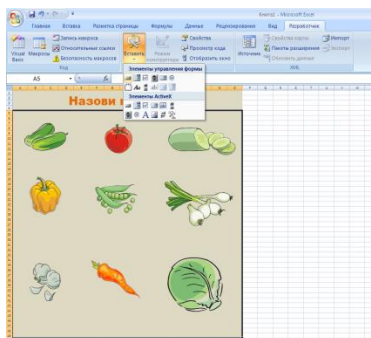 Книга1 - Microsoft Excel
Главная Вставка Разметка страницы Формулы Данные Рецензирование Вид Разработчик
Visual Basic
Макросы
Запись макроса
Относительные ссылки
Безопасность макросов
Код
Вставить
Режим конструктора
Свойства
Просмотр кода
Отобразить окно
Источник
Свойства карты
Пакеты расширения
Обновить данные
Импорт
Экспорт
XML
Элементы управления формы
Элементы ActiveX
A5
fx
Назови